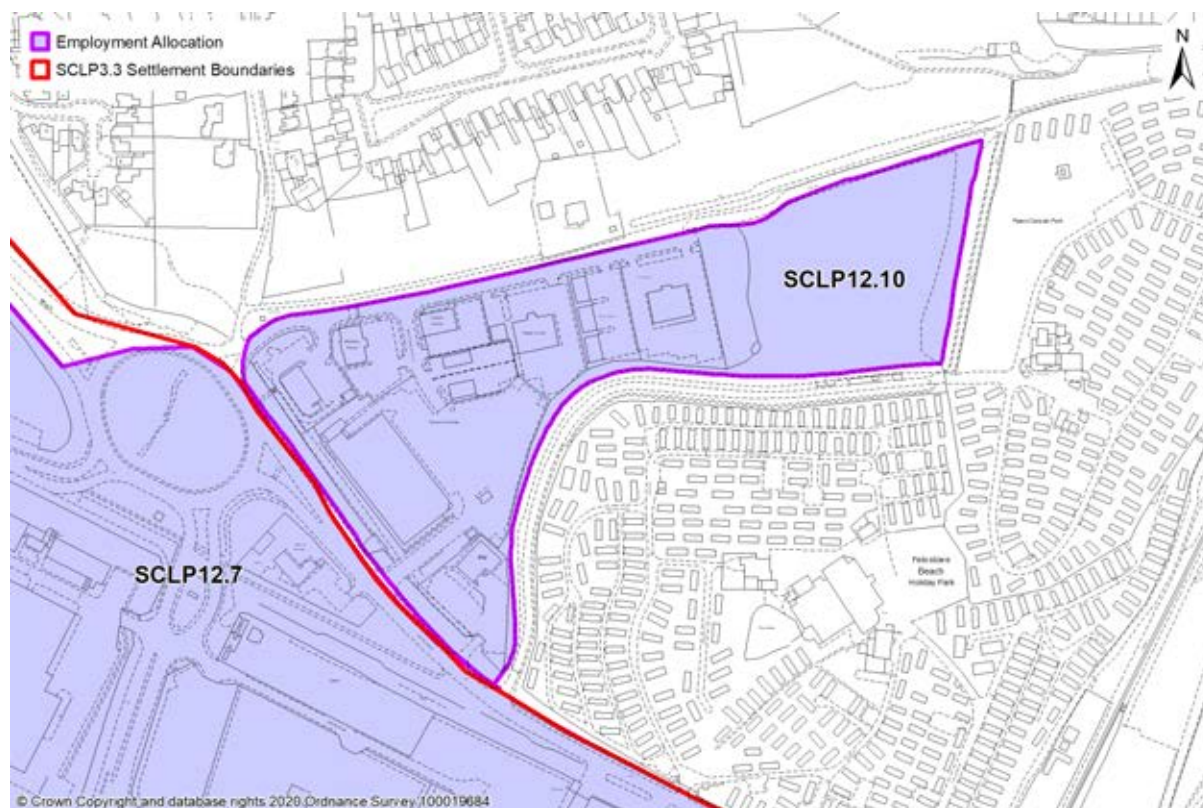 Employment Allocation
SCLP3.3 Settlement Boundaries
N
SCLP12.10
SCLP12.7
Felixstowe
Beach
Holiday Park
© Crown Copyright and database rights 2020 Ordnance Survey 100019684